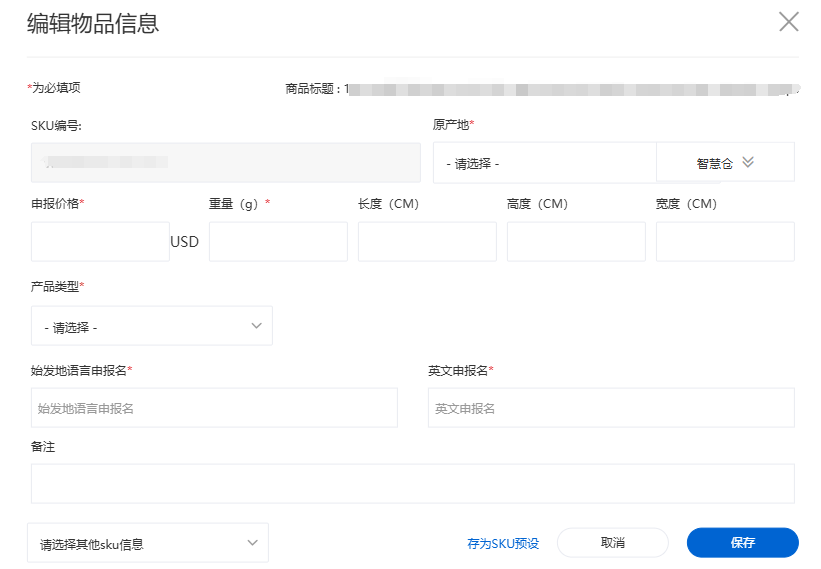 编辑物品信息
*为必填项
商品标题 : 1
SKU编号:
原产地*
- 请选择 -
智慧仓
申报价格*
重量（g）*
长度（CM）
高度（CM）
宽度（CM）
USD
产品类型*
- 请选择 -
始发地语言申报名*
英文申报名*
始发地语言申报名
英文申报名
备注
请选择其他sku信息
存为SKU预设
取消
保存